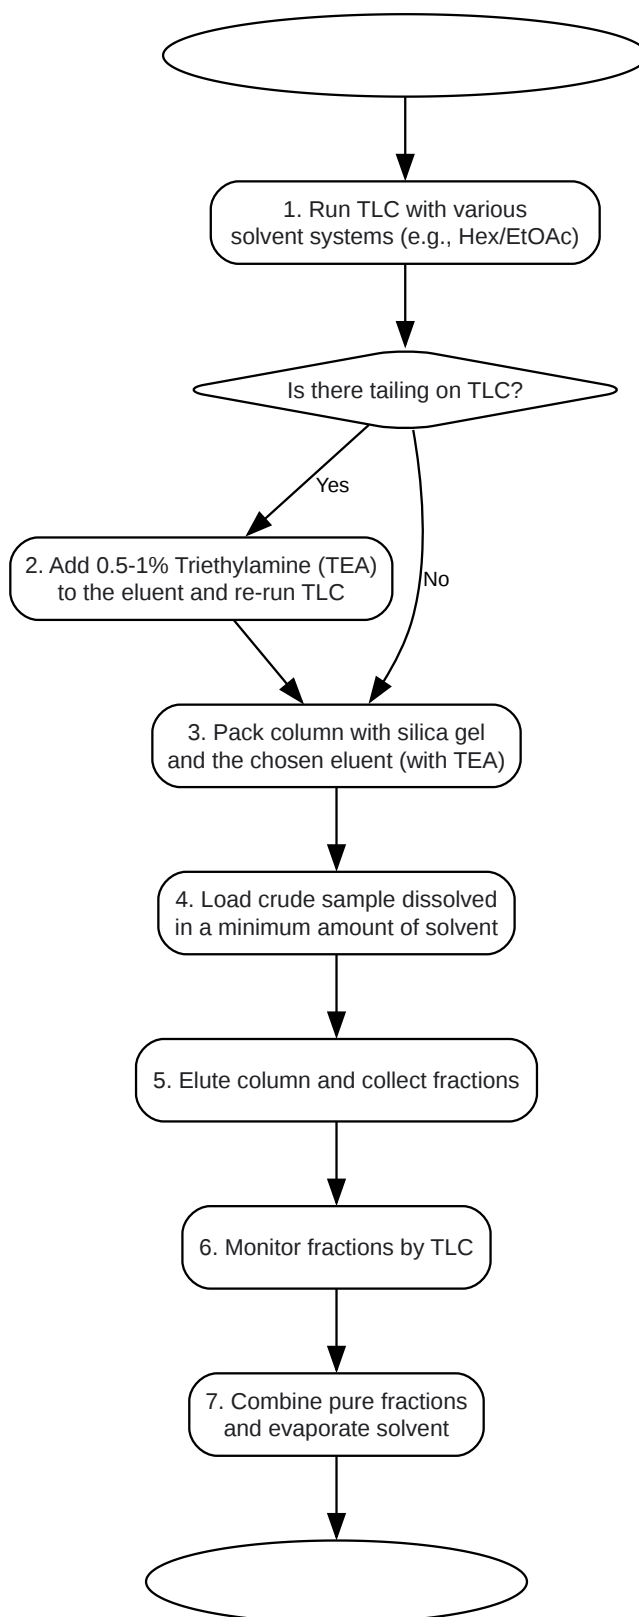 1. Run TLC with various
solvent systems (e.g., Hex/EtOAc)
Is there tailing on TLC?
Yes
2. Add 0.5-1% Triethylamine (TEA)
to the eluent and re-run TLC
No
3. Pack column with silica gel
and the chosen eluent (with TEA)
4. Load crude sample dissolved
in a minimum amount of solvent
5. Elute column and collect fractions
6. Monitor fractions by TLC
7. Combine pure fractions
and evaporate solvent